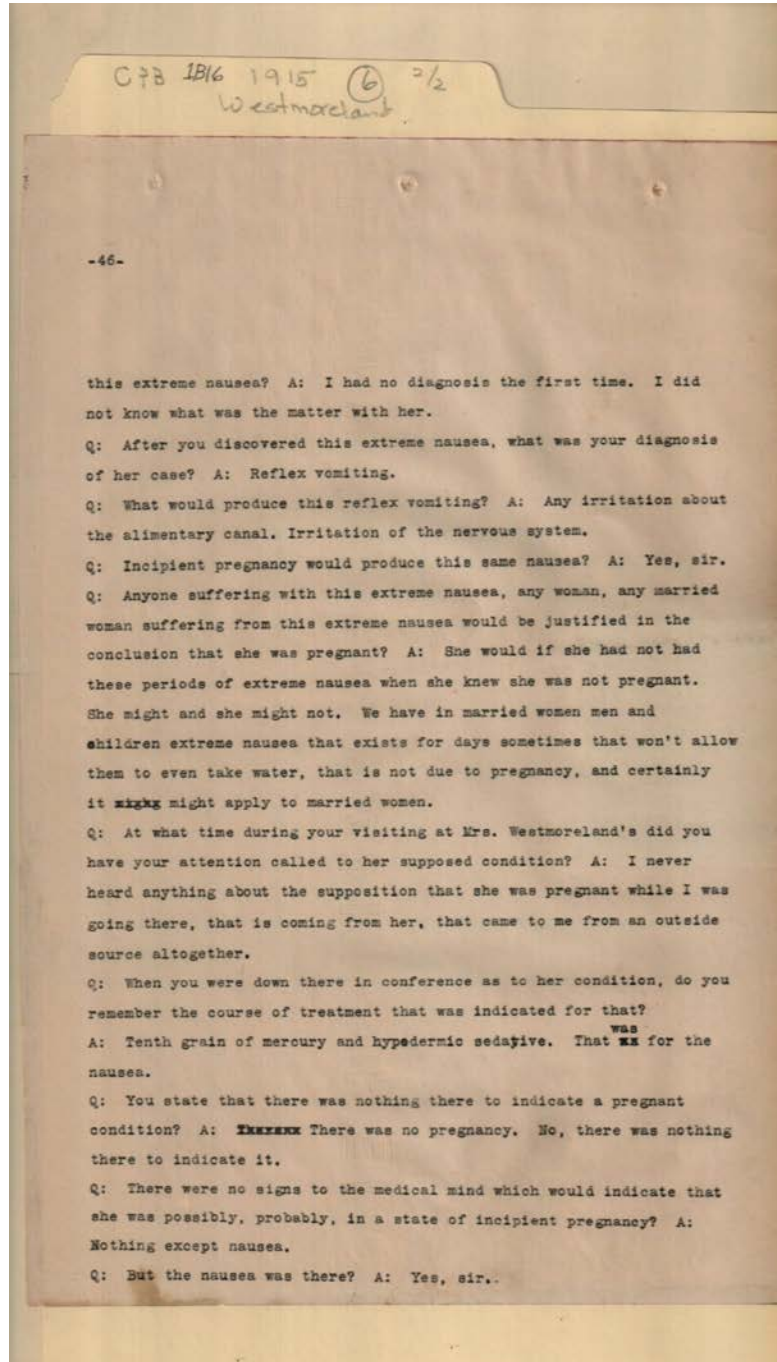 C73 1B16 1915 6 2/2
Westmoreland
-46-
this extreme nausea? A: I had no diagnosis the first time. I did
not know what was the matter with her.
Q: After you discovered this extreme nausea, what was your diagnosis
of her case? A: Reflex vomiting.
Q: What would produce this reflex vomiting? A: Any irritation about
the alimentary canal. Irritation of the nervous system.
Q: Incipient pregnancy would produce this same nausea? A: Yes, sir.
Q: Anyone suffering with this extreme nausea, any woman, any married
woman suffering from this extreme nausea would be justified in the
conclusion that she was pregnant? A: She would if she had not had
these periods of extreme nausea when she knew she was not pregnant.
She might and she might not. We have in married women men and
children extreme nausea that exists for days sometimes that won't allow
them to even take water, that is not due to pregnancy, and certainly
it might apply to married women.
Q: At what time during your visiting at Mrs. Westmoreland's did you
have your attention called to her supposed condition? A: I never
heard anything about the supposition that she was pregnant while I was
going there, that is coming from her, that came to me from an outside
source altogether.
Q: When you were down there in conference as to her condition, do you
remember the course of treatment that was indicated for that?
A: Tenth grain of mercury and hypodermic sedative. That was for the
nausea.
Q: You state that there was nothing there to indicate a pregnant
condition? A: There was no pregnancy. No, there was nothing
there to indicate it.
Q: There were no signs to the medical mind which would indicate that
she was possibly, probably, in a state of incipient pregnancy? A:
Nothing except nausea.
Q: But the nausea was there? A: Yes, sir..